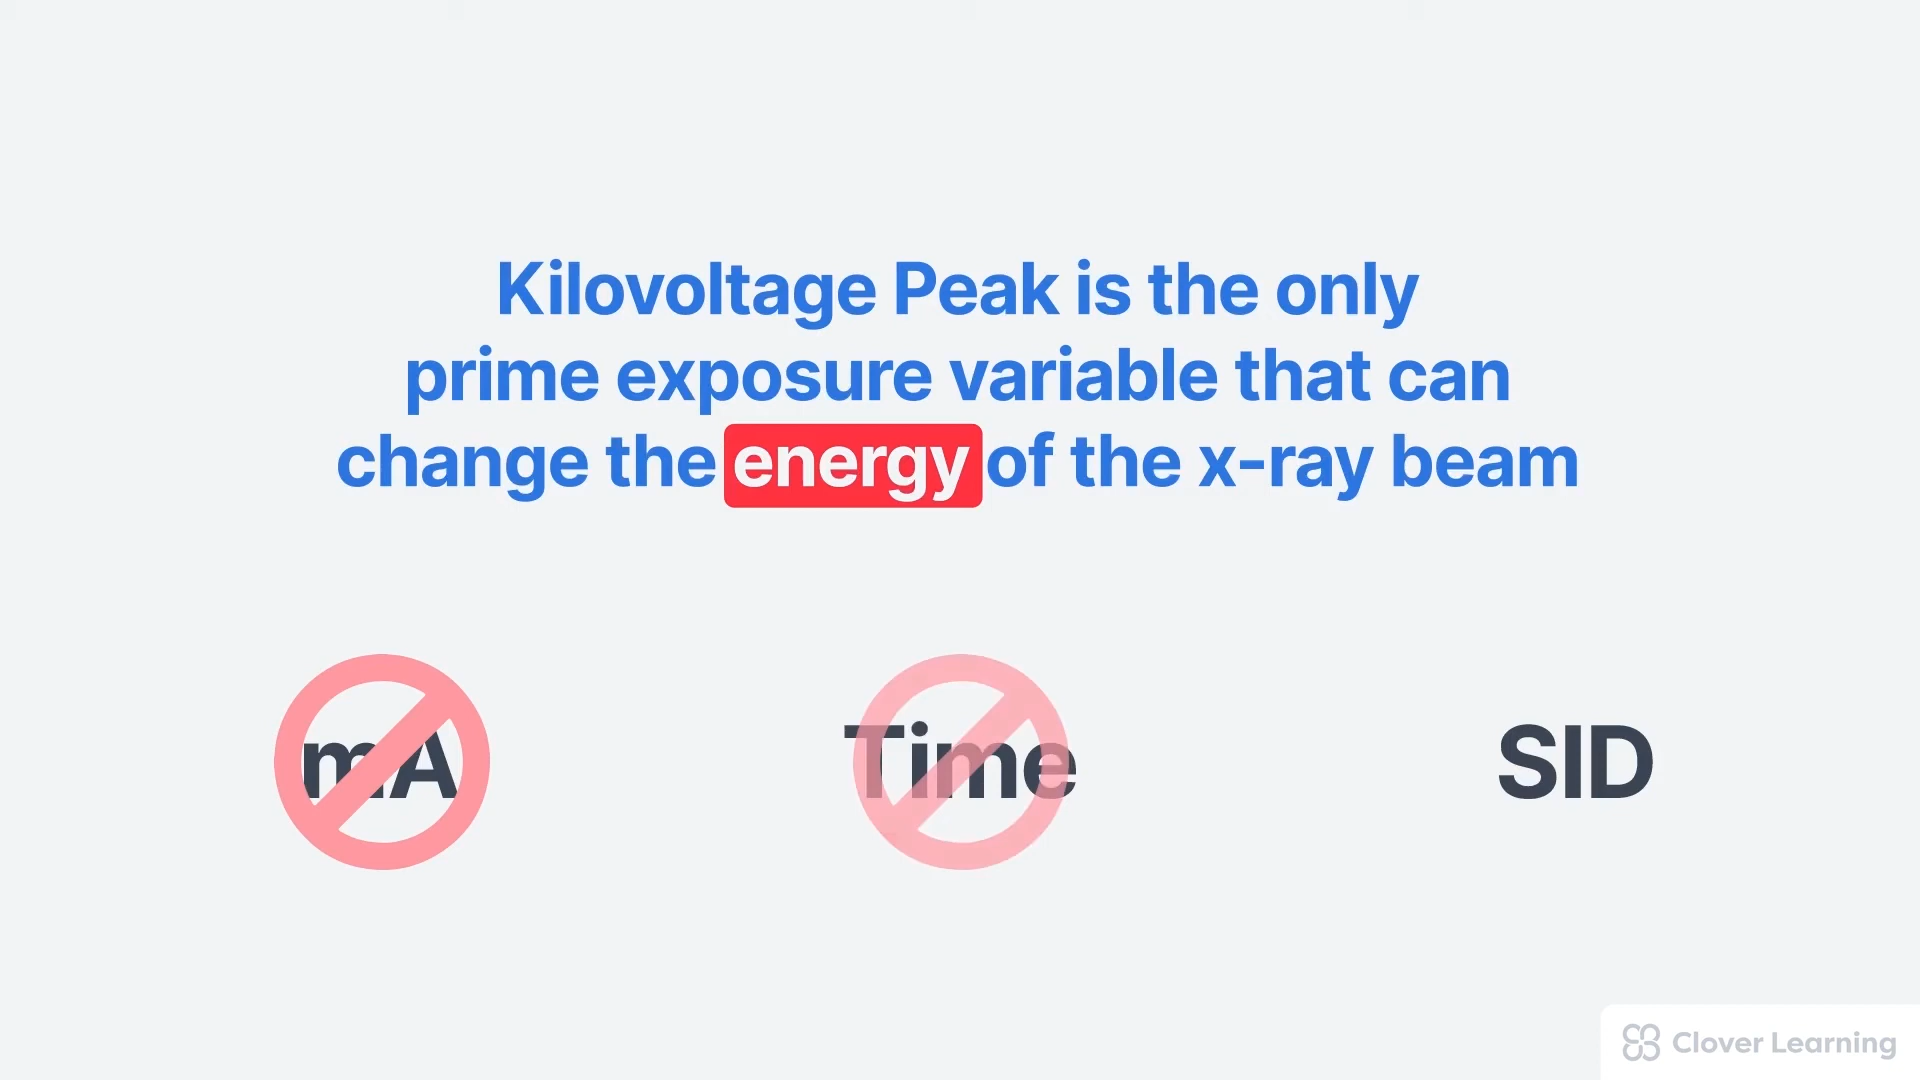 Kilovoltage Peak is the only
prime exposure variable that can
change the energy of the x-ray beam
mA
Time
SID
Clover Learning